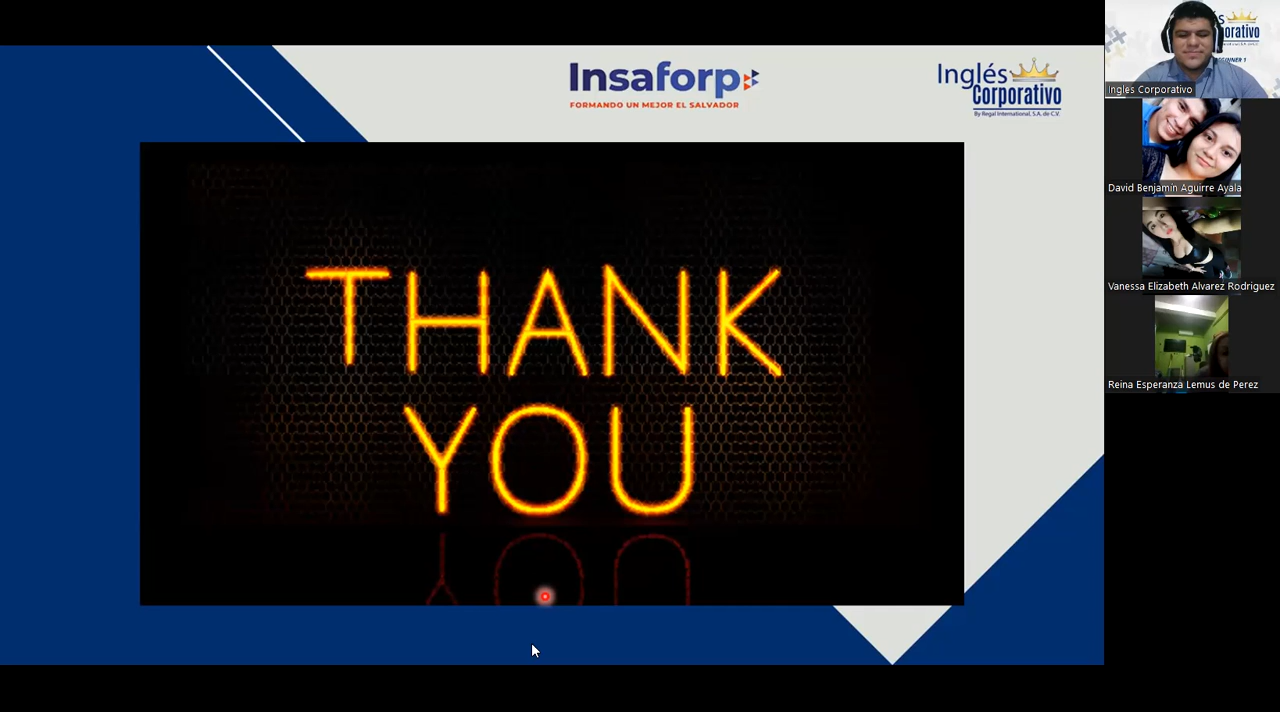 Insaforp
FORMANDO UN MEJOR EL SALVADOR
Inglés
Corporativo
By Regal International, S.A. de C.V.
THANK
YOU
Ingles Corporativo
David Benjamin Aguirre Ayala
Vanessa Elizabeth Alvarez Rodriguez
Reina Esperanza Lemus de Perez